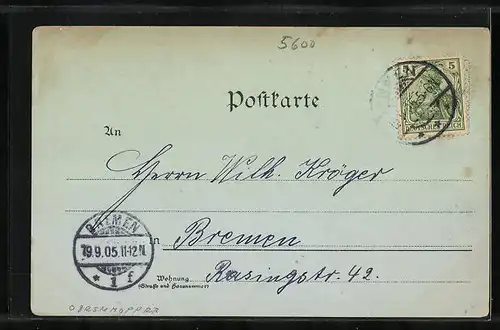 5600
5
Postkarte
An
Herrn Wilh. Kröger
in Bremen
BREMEN
19.9.05.11-12N.
* 1 f
Wohnung
(Straße und Hausnummer)
Rasingstr. 42.